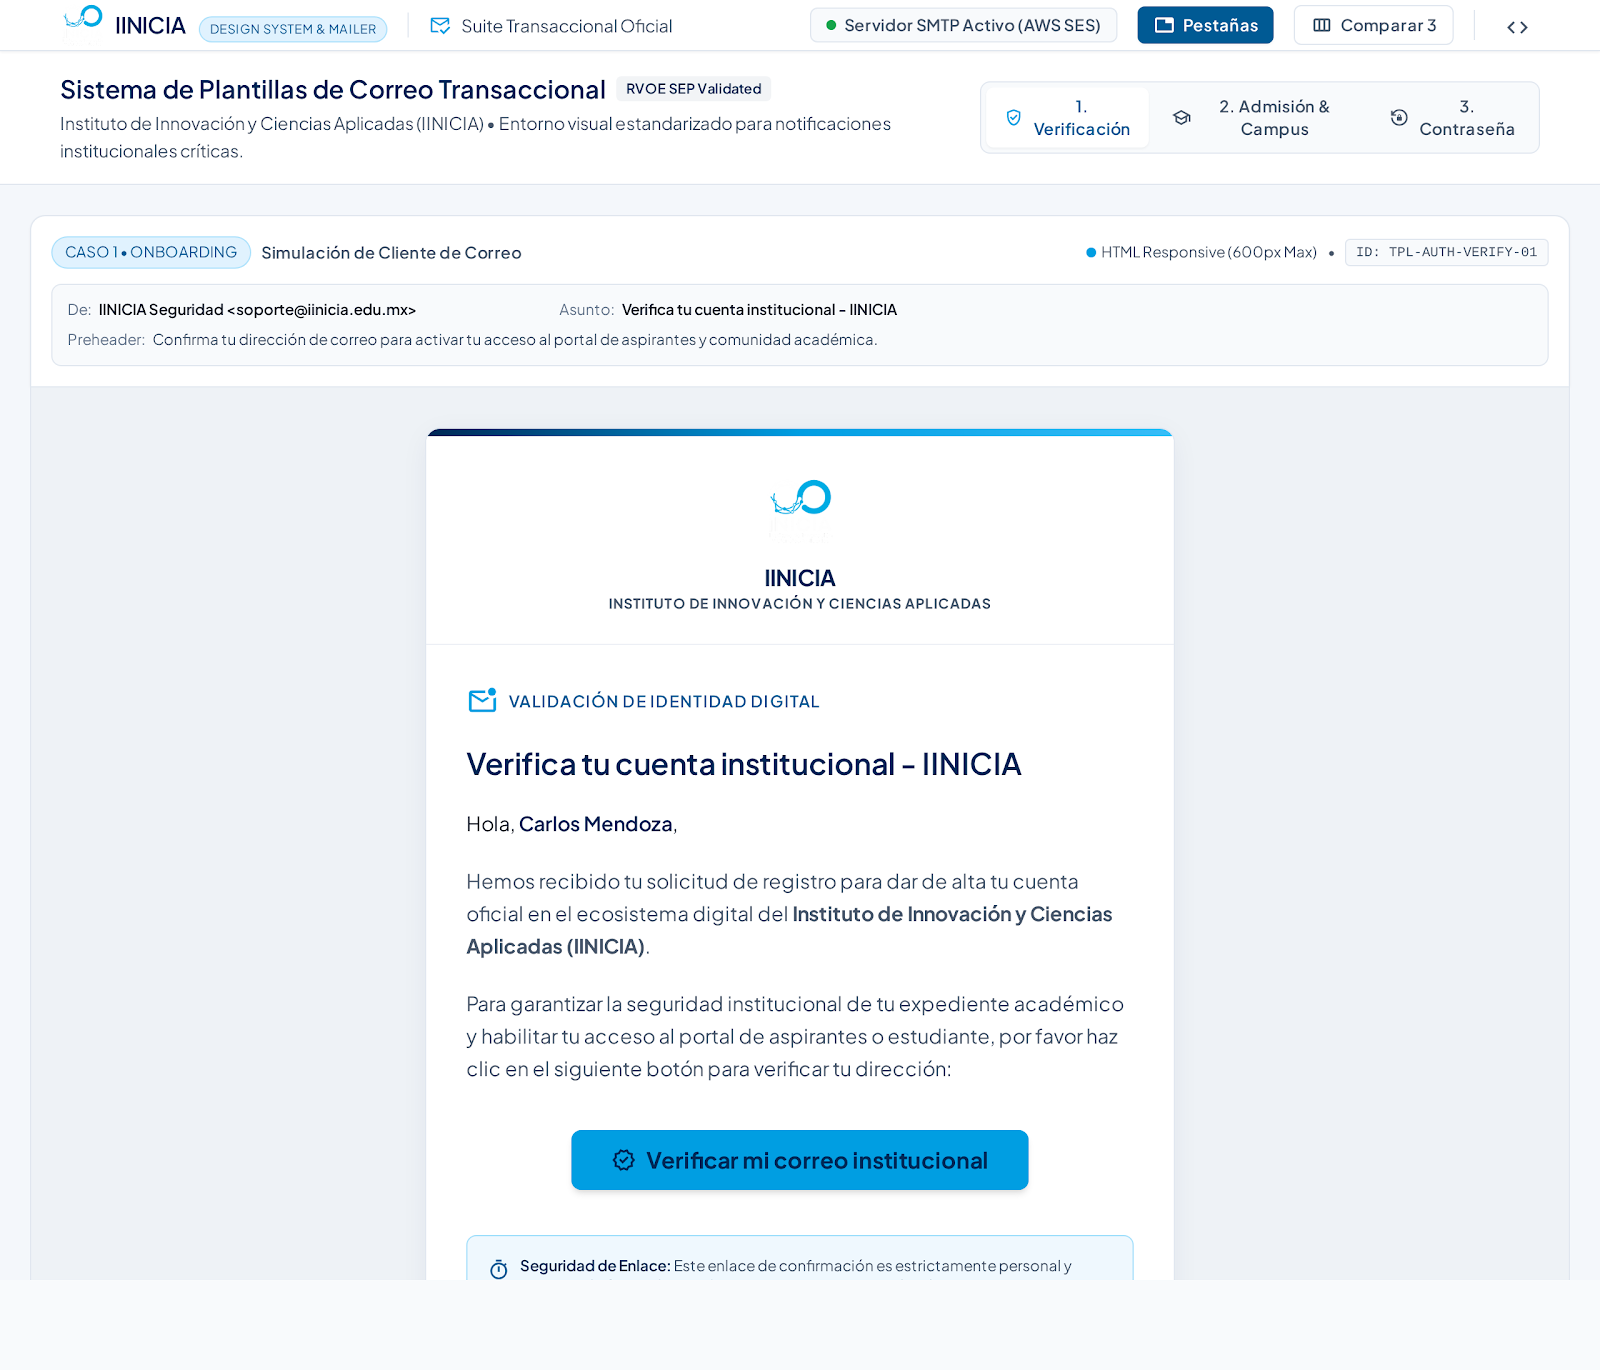 IINICIA DESIGN SYSTEM & MAILER Suite Transaccional Oficial Servidor SMTP Activo (AWS SES) Pestañas Comparar 3
Sistema de Plantillas de Correo Transaccional RVOE SEP Validated
Instituto de Innovación y Ciencias Aplicadas (IINICIA) • Entorno visual estandarizado para notificaciones
institucionales críticas.
1.
Verificación
2. Admisión &
Campus
3.
Contraseña
CASO 1 • ONBOARDING Simulación de Cliente de Correo HTML Responsive (600px Max) • ID: TPL-AUTH-VERIFY-01
De: IINICIA Seguridad <soporte@iinicia.edu.mx> Asunto: Verifica tu cuenta institucional - IINICIA
Preheader: Confirma tu dirección de correo para activar tu acceso al portal de aspirantes y comunidad académica.
IINICIA
INSTITUTO DE INNOVACIÓN Y CIENCIAS APLICADAS
VALIDACIÓN DE IDENTIDAD DIGITAL
Verifica tu cuenta institucional - IINICIA
Hola, Carlos Mendoza,
Hemos recibido tu solicitud de registro para dar de alta tu cuenta
oficial en el ecosistema digital del Instituto de Innovación y Ciencias
Aplicadas (IINICIA).
Para garantizar la seguridad institucional de tu expediente académico
y habilitar tu acceso al portal de aspirantes o estudiante, por favor haz
clic en el siguiente botón para verificar tu dirección:
Verificar mi correo institucional
Seguridad de Enlace: Este enlace de confirmación es estrictamente personal y